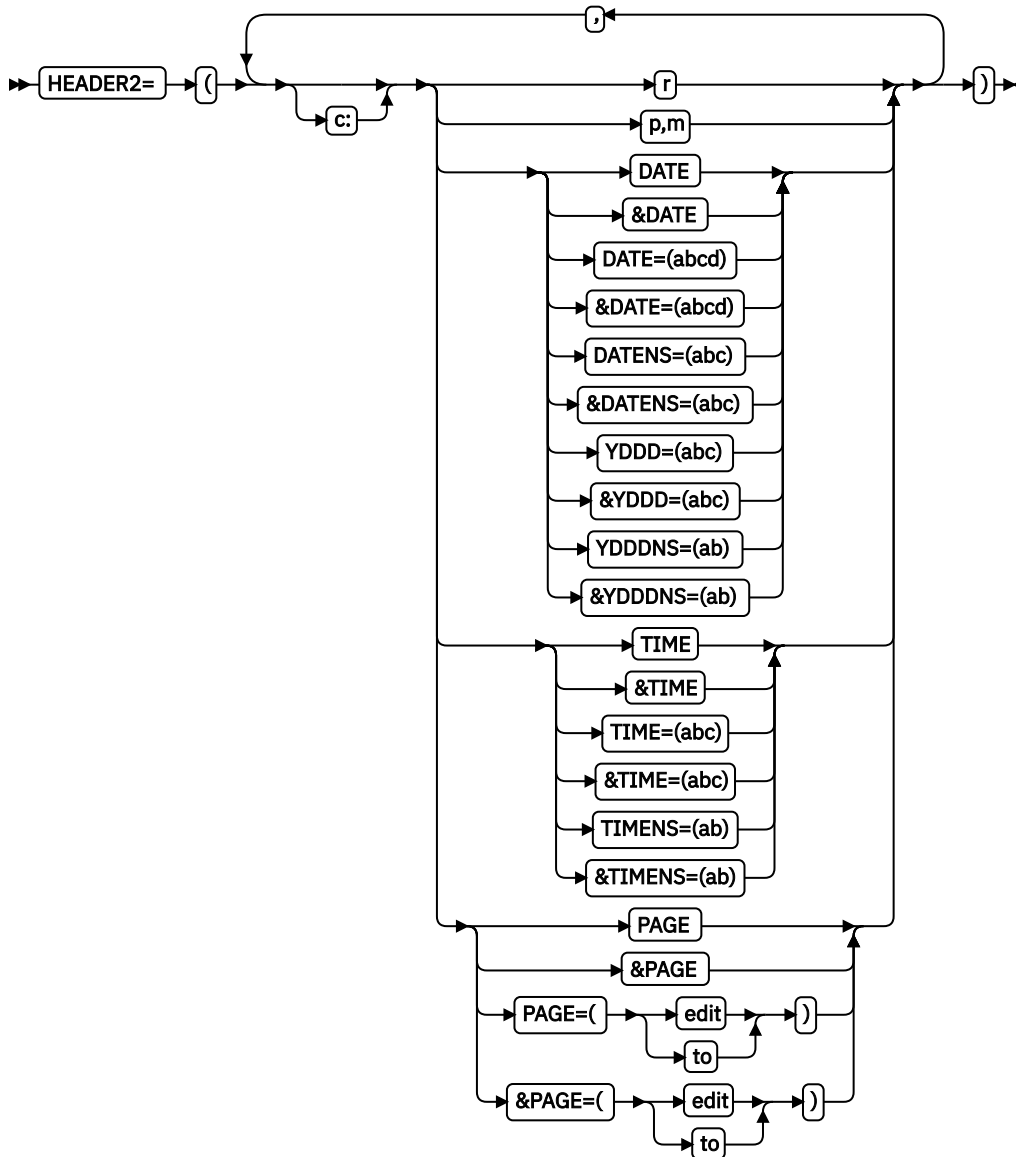 ,
HEADER2= ( r )
c:
p,m
DATE
&DATE
DATE=(abcd)
&DATE=(abcd)
DATENS=(abc)
&DATENS=(abc)
YDDD=(abc)
&YDDD=(abc)
YDDDNS=(ab)
&YDDDNS=(ab)
TIME
&TIME
TIME=(abc)
&TIME=(abc)
TIMENS=(ab)
&TIMENS=(ab)
PAGE
&PAGE
PAGE=( edit )
to
&PAGE=( edit )
to